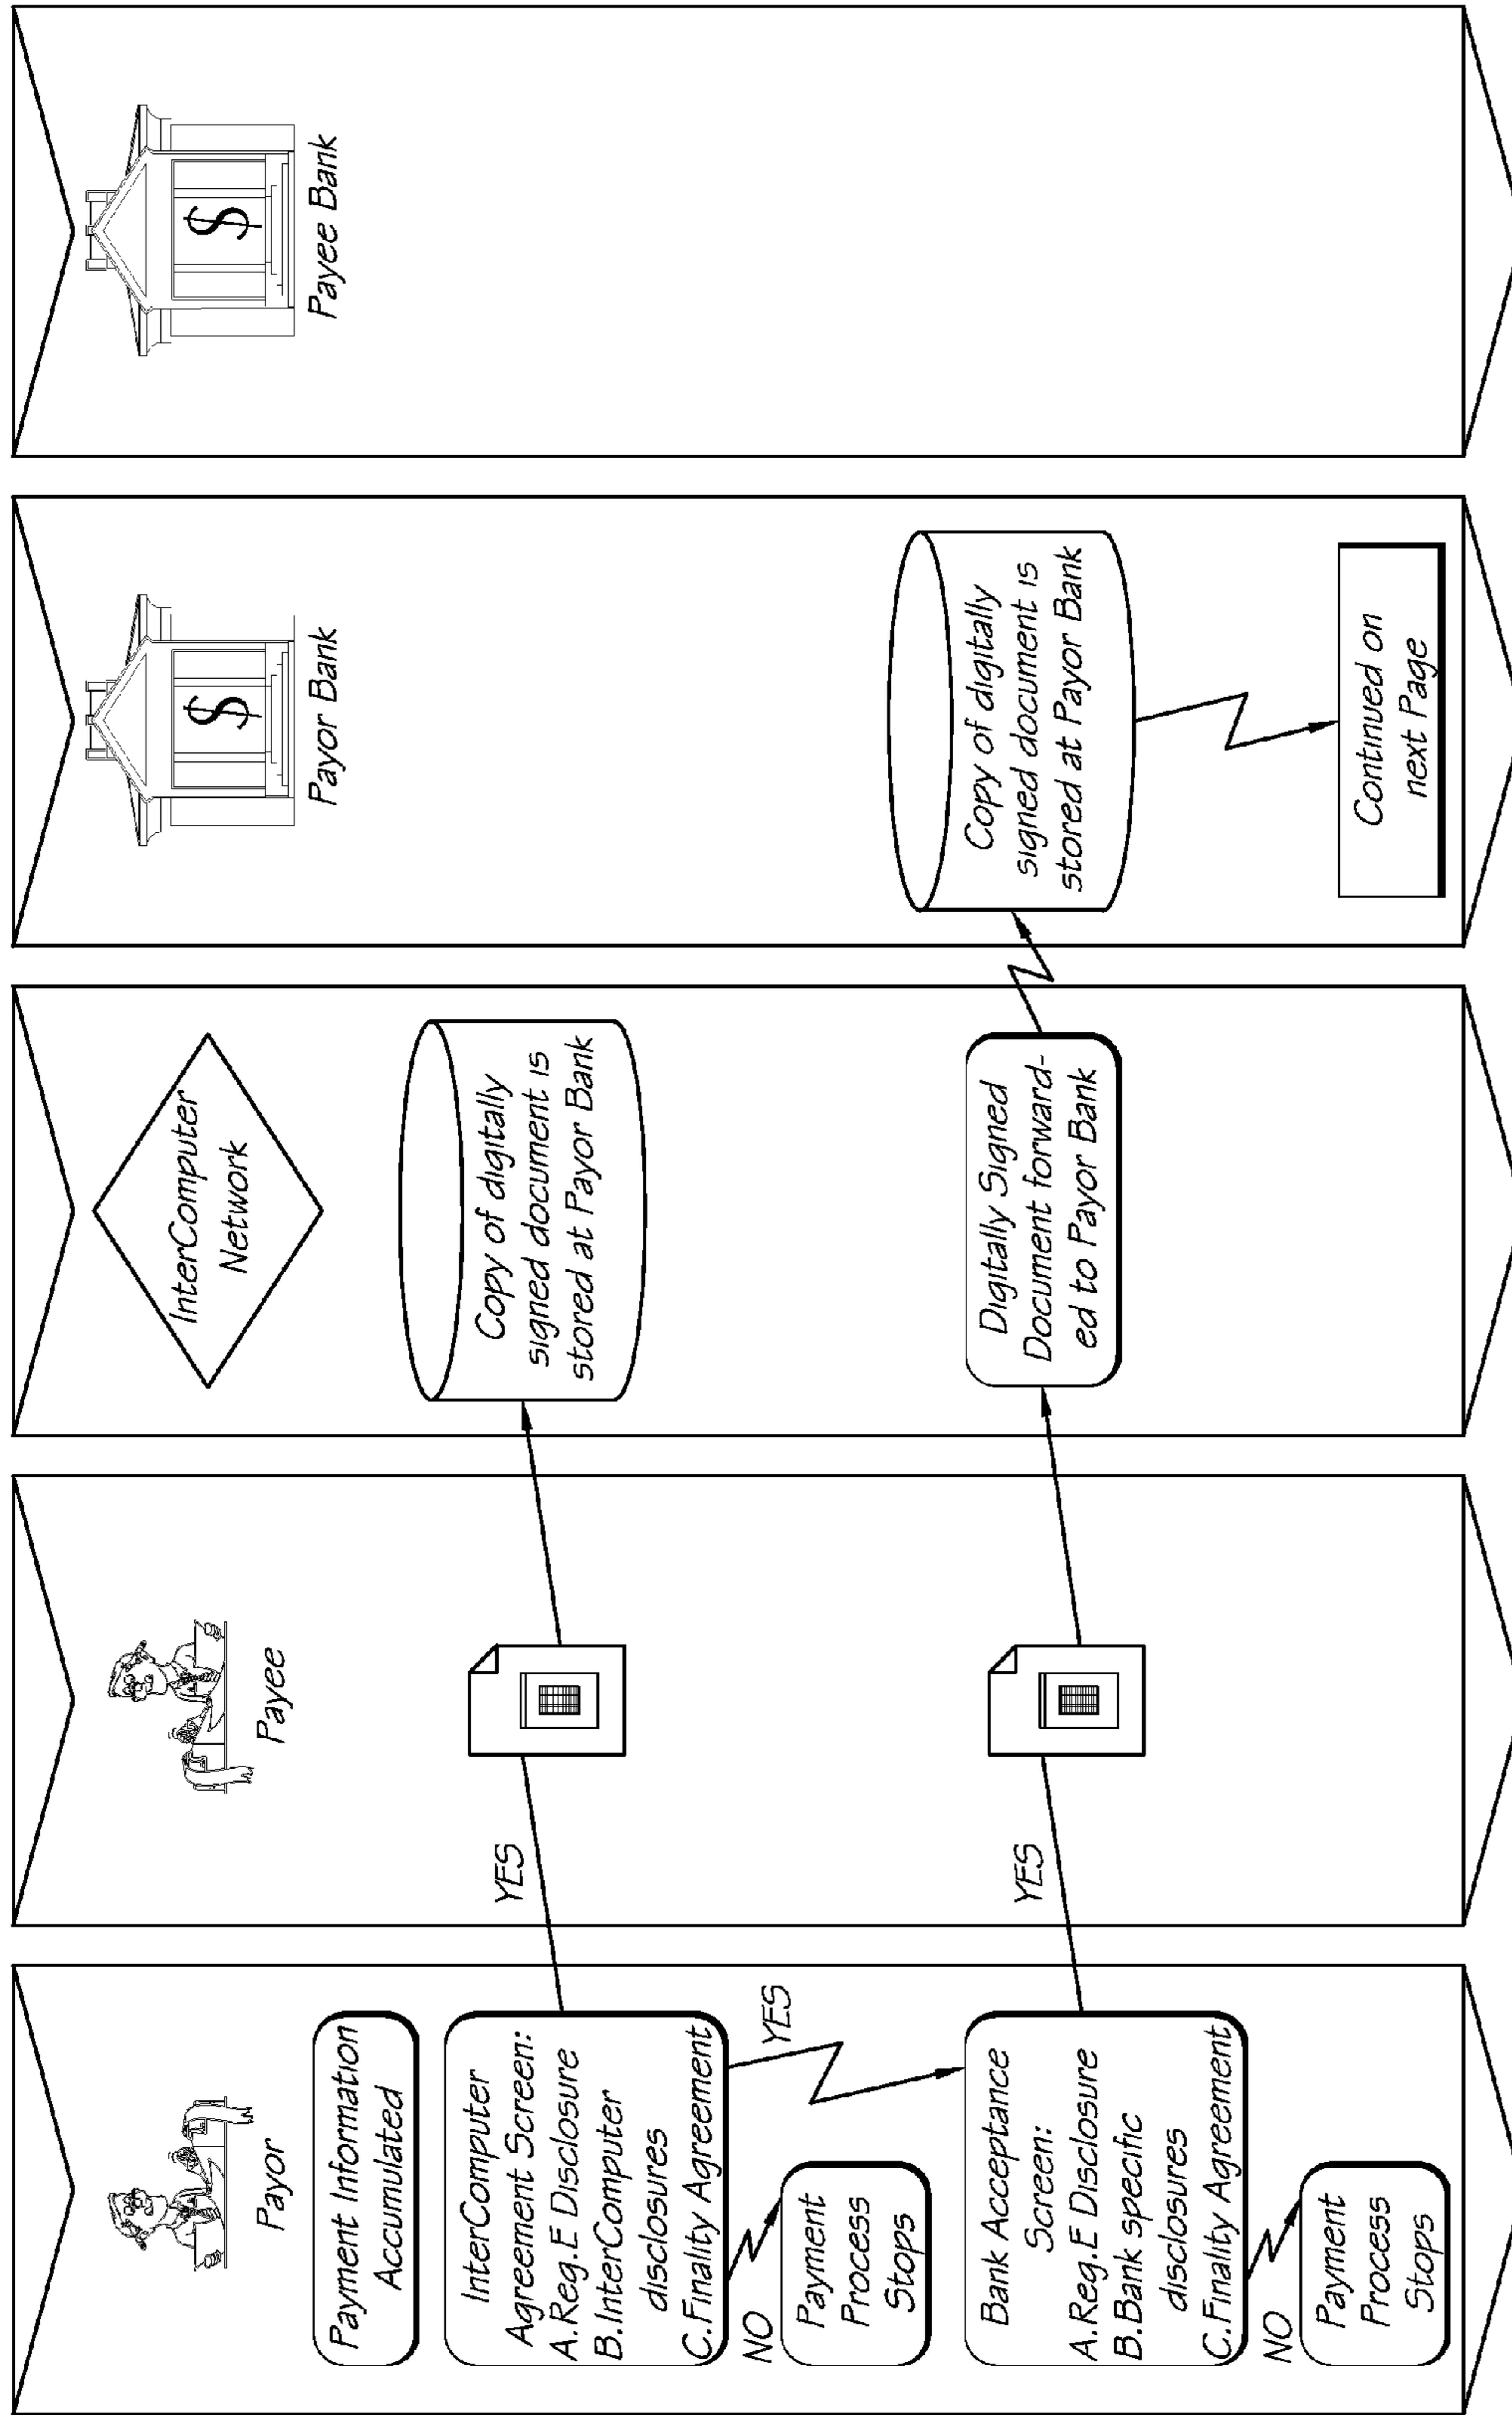 Payor
Payment Information
Accumulated
InterComputer
Agreement Screen:
A.Reg.E Disclosure
B.InterComputer
disclosures
C.Finality Agreement
NO
Payment
Process
Stops
YES
Bank Acceptance
Screen:
A.Reg.E Disclosure
B.Bank specific
disclosures
C.Finality Agreement
NO
Payment
Process
Stops
Payee
YES
YES
InterComputer
Network
Copy of digitally
signed document is
stored at Payor Bank
Digitally Signed
Document forward-
ed to Payor Bank
$
Payor Bank
Copy of digitally
signed document is
stored at Payor Bank
Continued on
next Page
$
Payee Bank